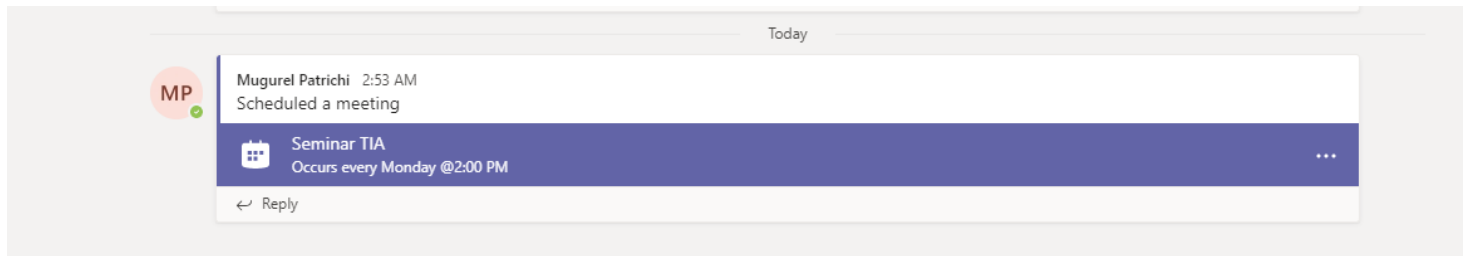 Today
MP
Mugurel Patrichi 2:53 AM
Scheduled a meeting
Seminar TIA
Occurs every Monday @2:00 PM
Reply